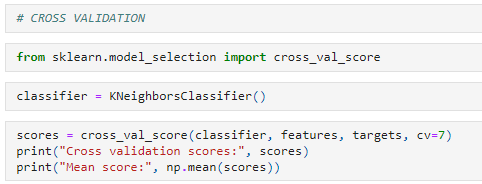 # CROSS VALIDATION
from sklearn.model_selection import cross_val_score
classifier = KNeighborsClassifier()
scores = cross_val_score(classifier, features, targets, cv=7)
print("Cross validation scores:", scores)
print("Mean score:", np.mean(scores))